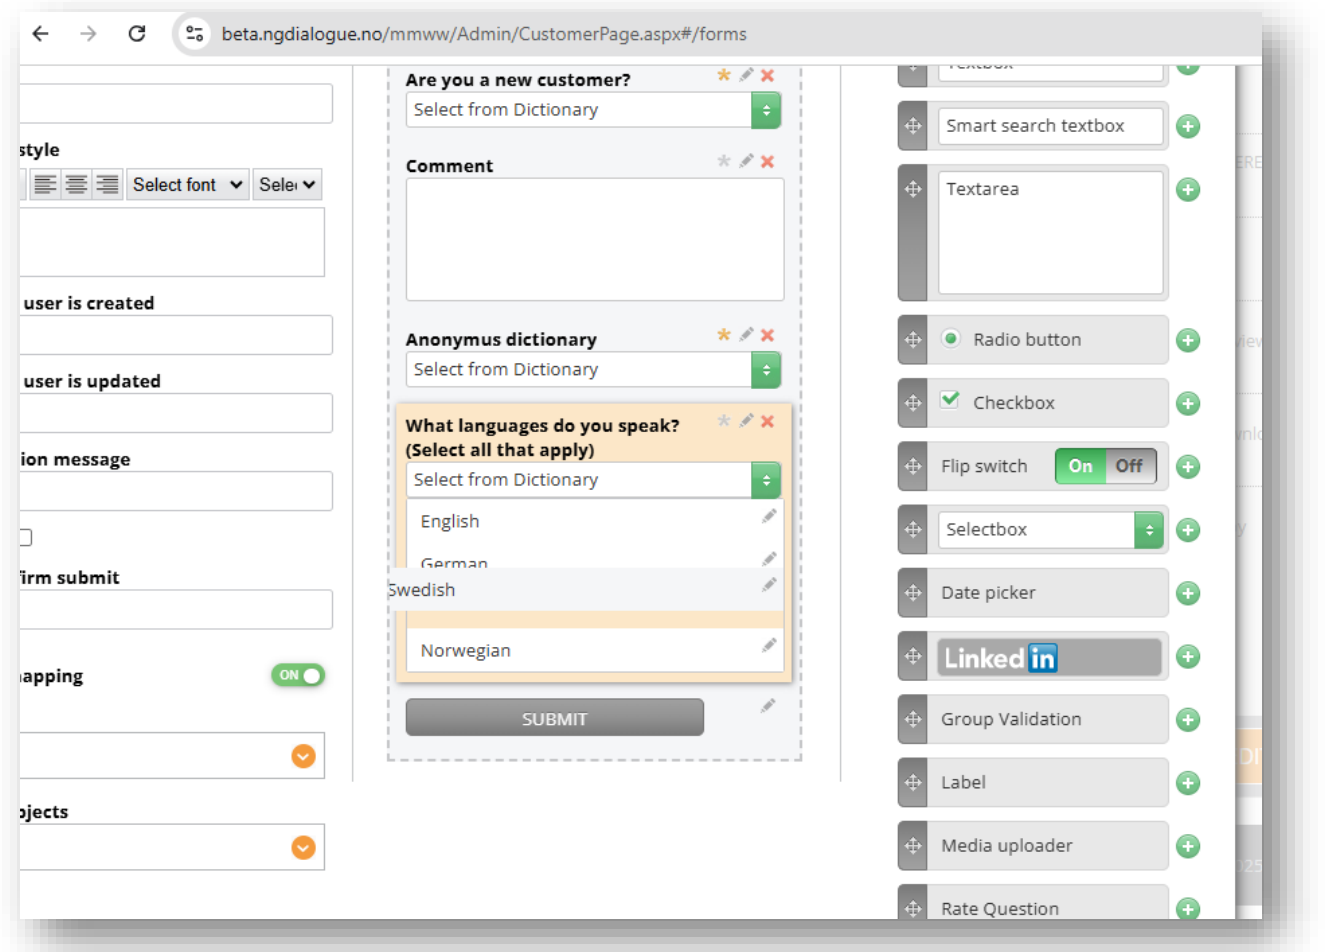 beta.ngdialogue.no/mmww/Admin/CustomerPage.aspx#/forms
style
Select font
user is created
user is updated
ion message
firm submit
ON
Are you a new customer?
Select from Dictionary
Comment
Anonymus dictionary
Select from Dictionary
What languages do you speak?
(Select all that apply)
Select from Dictionary
English
German
Swedish
Norwegian
SUBMIT
Textbox
Smart search textbox
Textarea
Radio button
Checkbox
Flip switch
On Off
Selectbox
Date picker
Linked in
Group Validation
Label
Media uploader
Rate Question